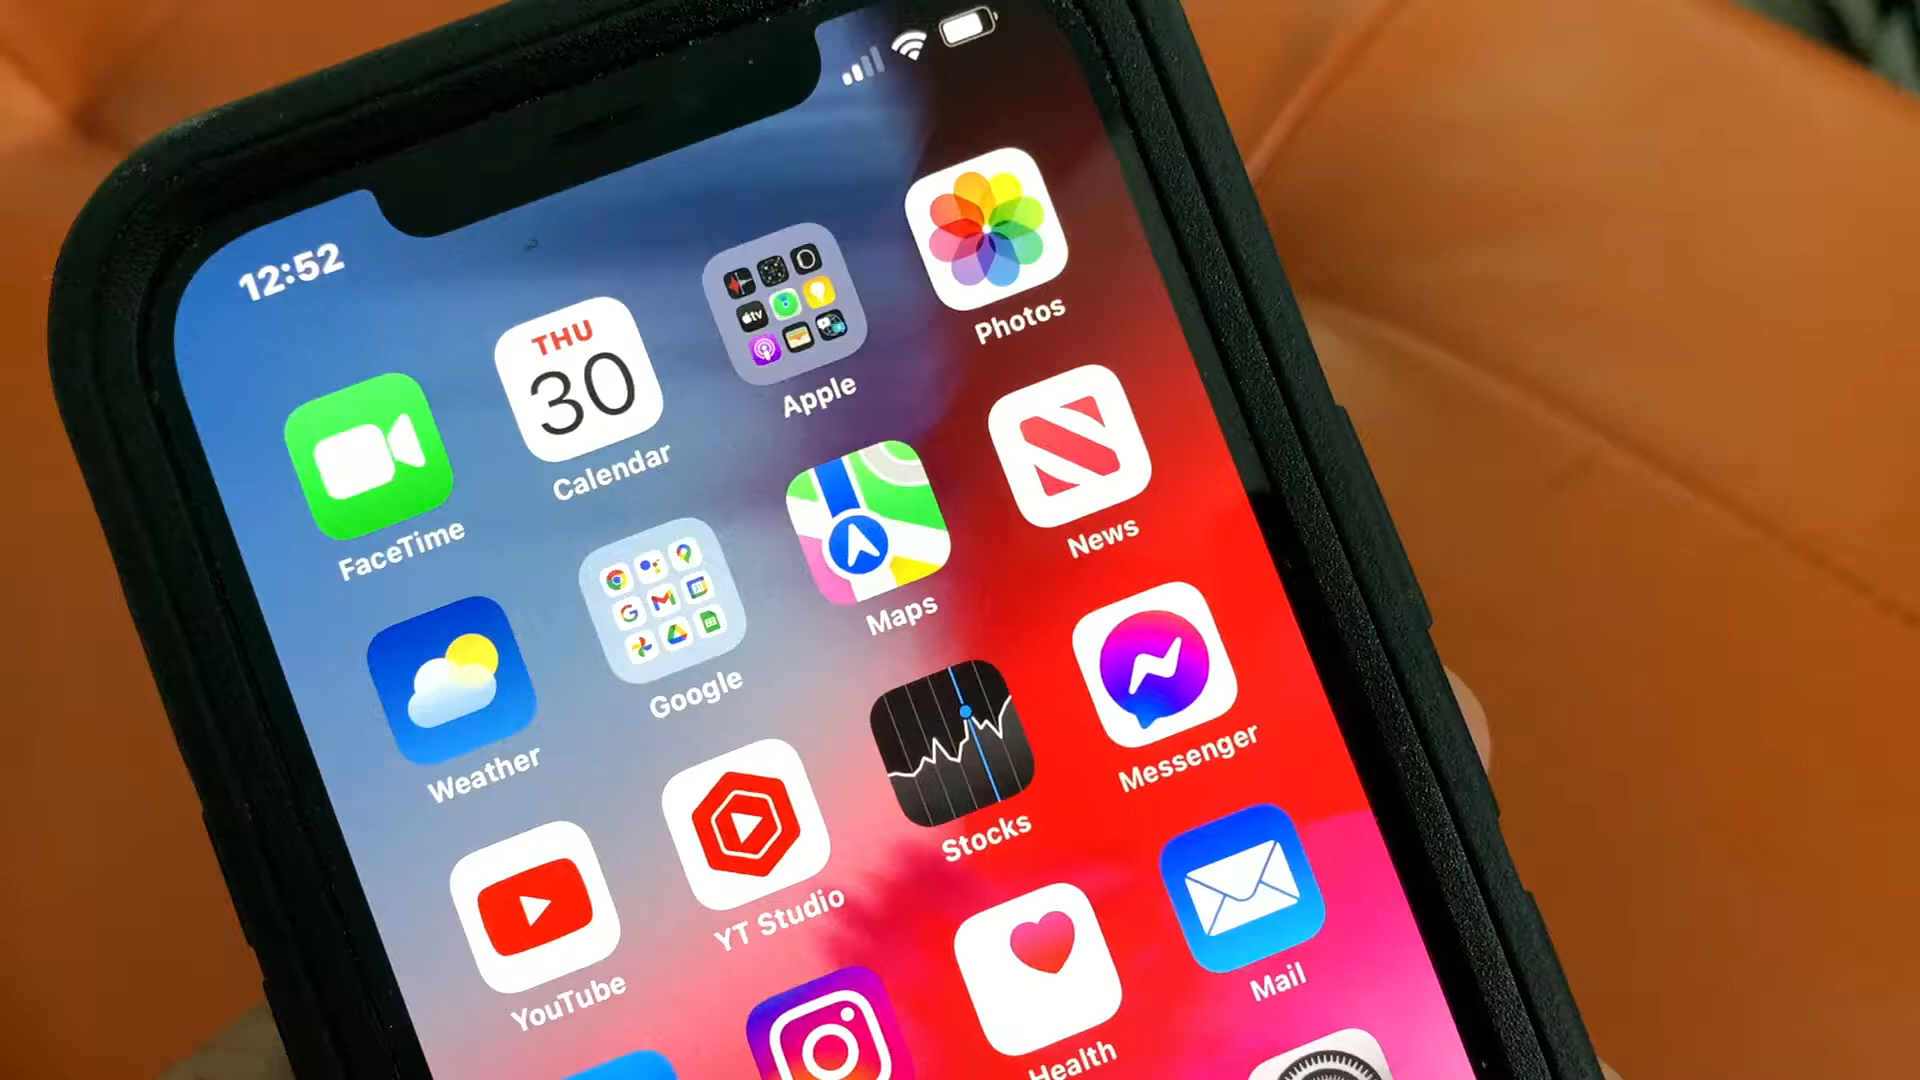 12:52
THU
30
FaceTime
Calendar
tv
Apple
Photos
Weather
G
Google
Maps
News
YouTube
YT Studio
Stocks
Messenger
Health
Mail